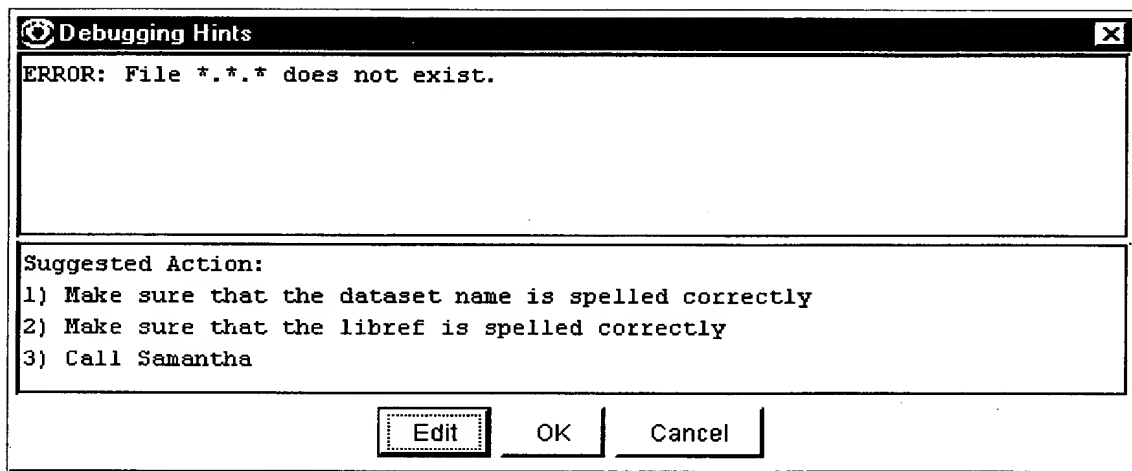 Debugging Hints
ERROR: File *.*.* does not exist.
Suggested Action:
1) Make sure that the dataset name is spelled correctly
2) Make sure that the libref is spelled correctly
3) Call Samantha
Edit OK Cancel